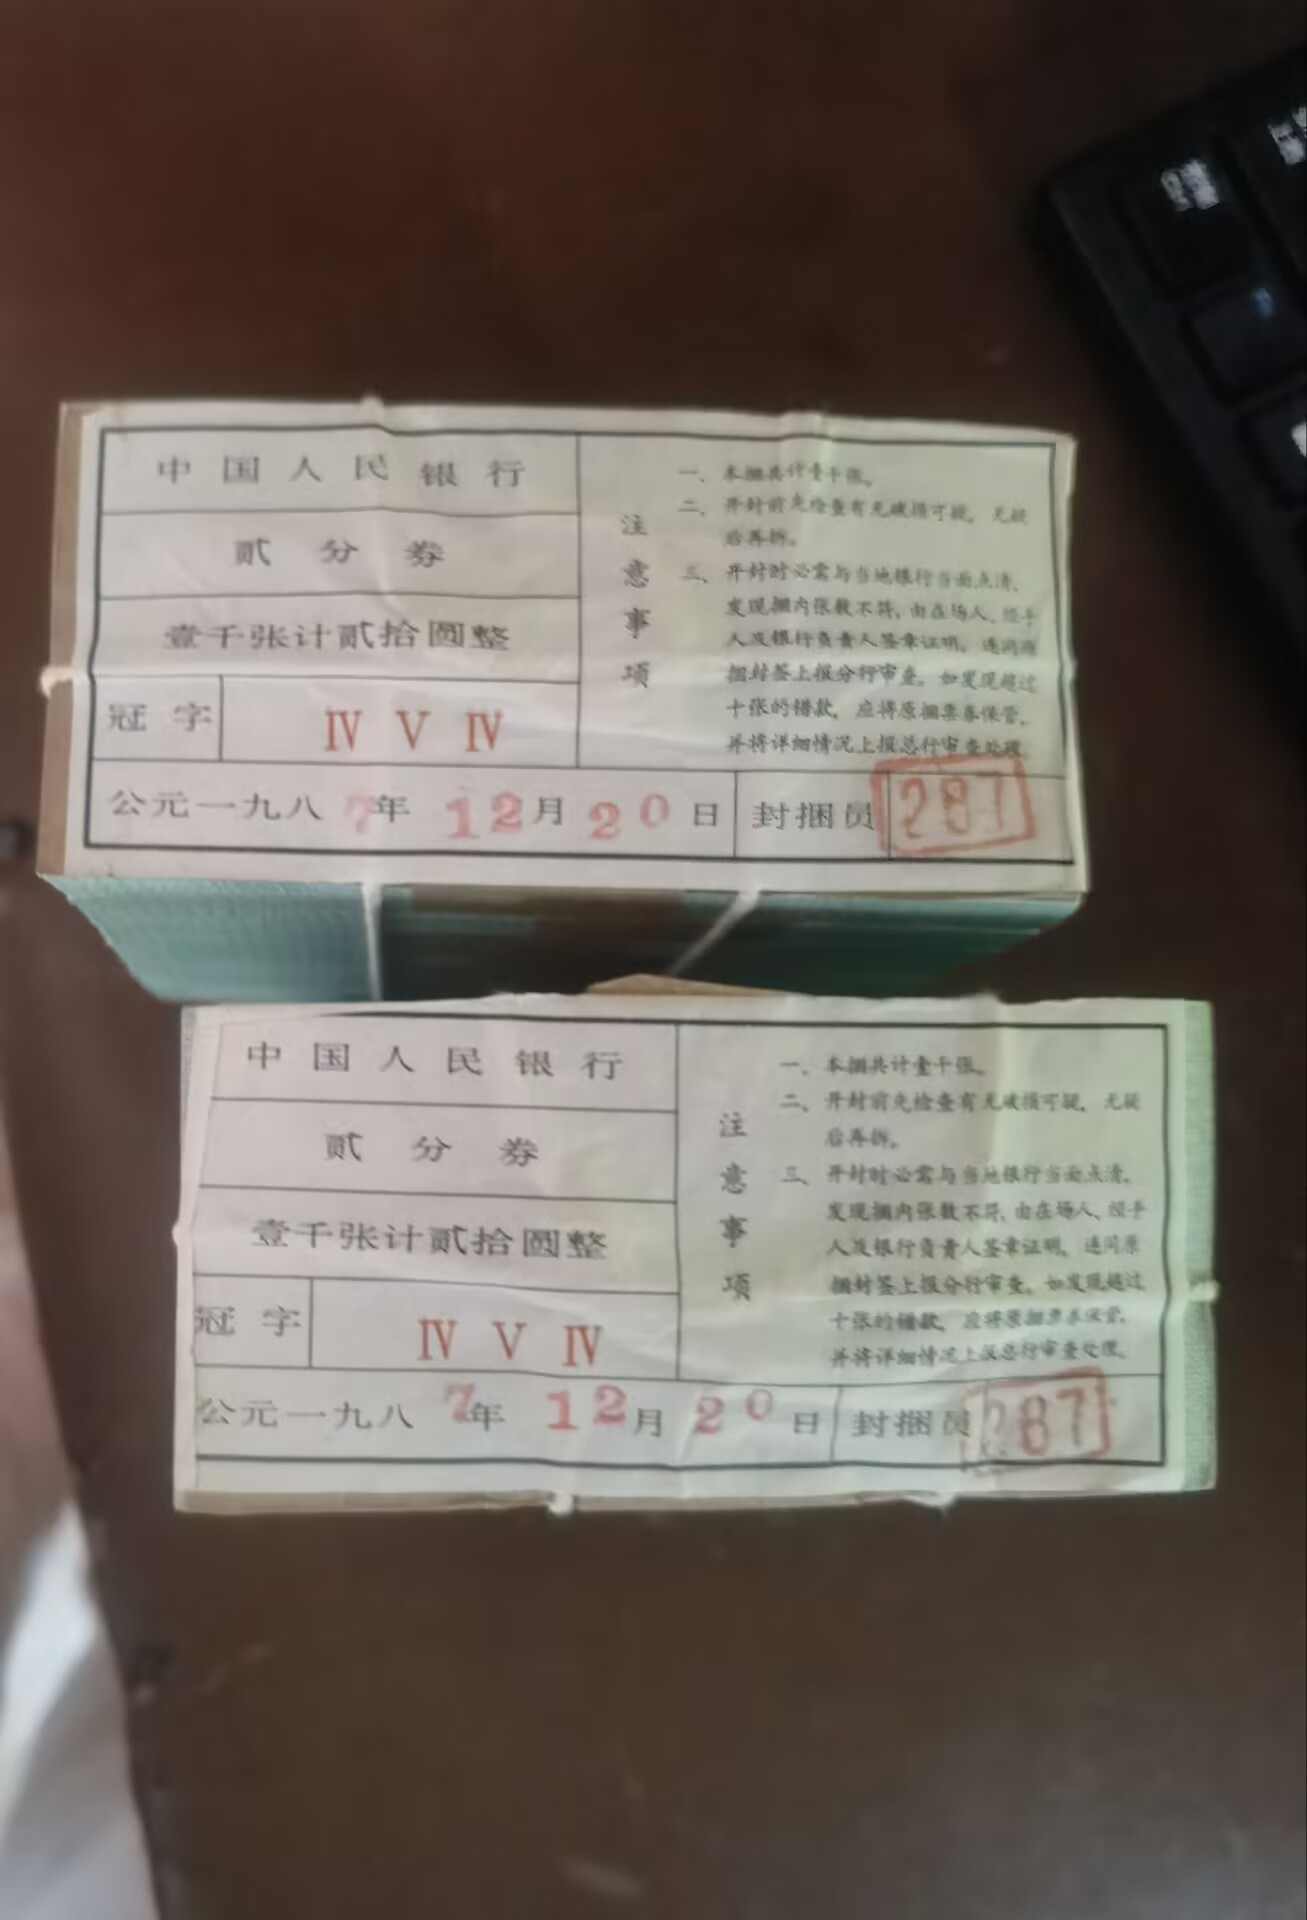 中国人民银行
贰分券
壹千张计贰拾圆整
冠字 Ⅳ Ⅴ Ⅳ
注意事项
一、本捆共计壹千张。
二、开封前先检查有无破损可疑,无疑
后再拆。
三、开封时必需与当地银行当面点清,
发现捆内张数不符,由在场人、经手
人及银行负责人签章证明,连同原
捆封签上报分行审查。如发现超过
十张的错款,应将原捆票券保管,
并将详细情况上报总行审查处理。
公元一九八7年12月20日 封捆员 287
中国人民银行
贰分券
壹千张计贰拾圆整
冠字 Ⅳ Ⅴ Ⅳ
注意事项
一、本捆共计壹千张。
二、开封前先检查有无破损可疑,无疑
后再拆。
三、开封时必需与当地银行当面点清,
发现捆内张数不符,由在场人、经手
人及银行负责人签章证明,连同原
捆封签上报分行审查。如发现超过
十张的错款,应将原捆票券保管,
并将详细情况上报总行审查处理。
公元一九八7年12月20日 封捆员 287